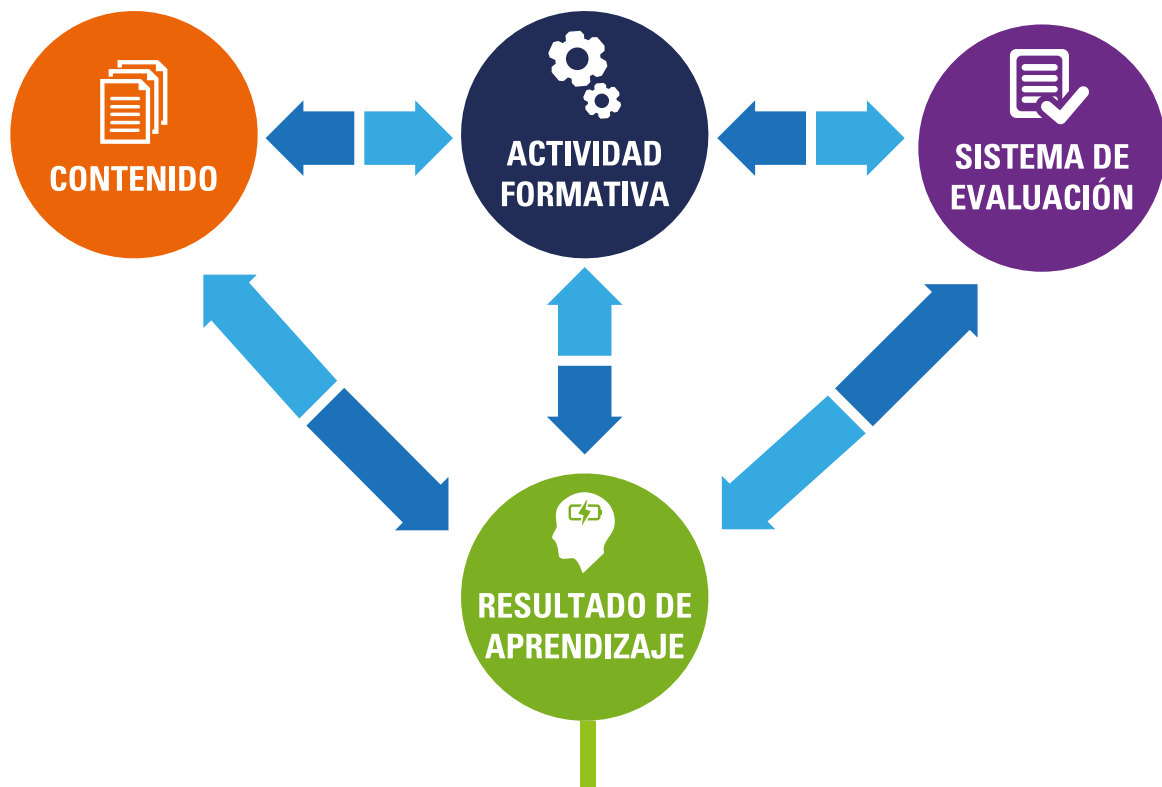 CONTENIDO
ACTIVIDAD
FORMATIVA
SISTEMA DE
EVALUACIÓN
RESULTADO DE
APRENDIZAJE